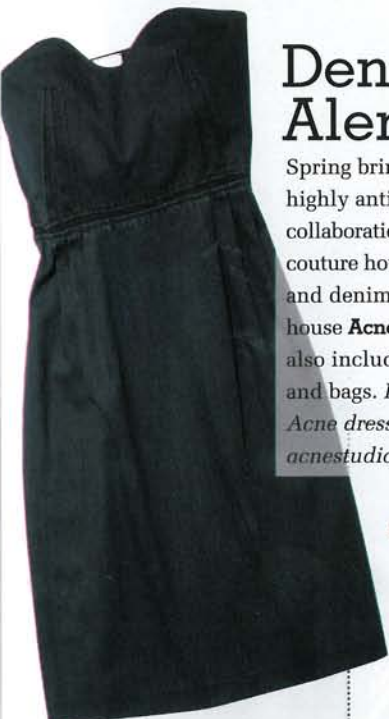 Den
Aler
Spring brin
highly anti
collaboratio
couture hou
and denim
house Acne
also includ
and bags.
Acne dress
acnestudio